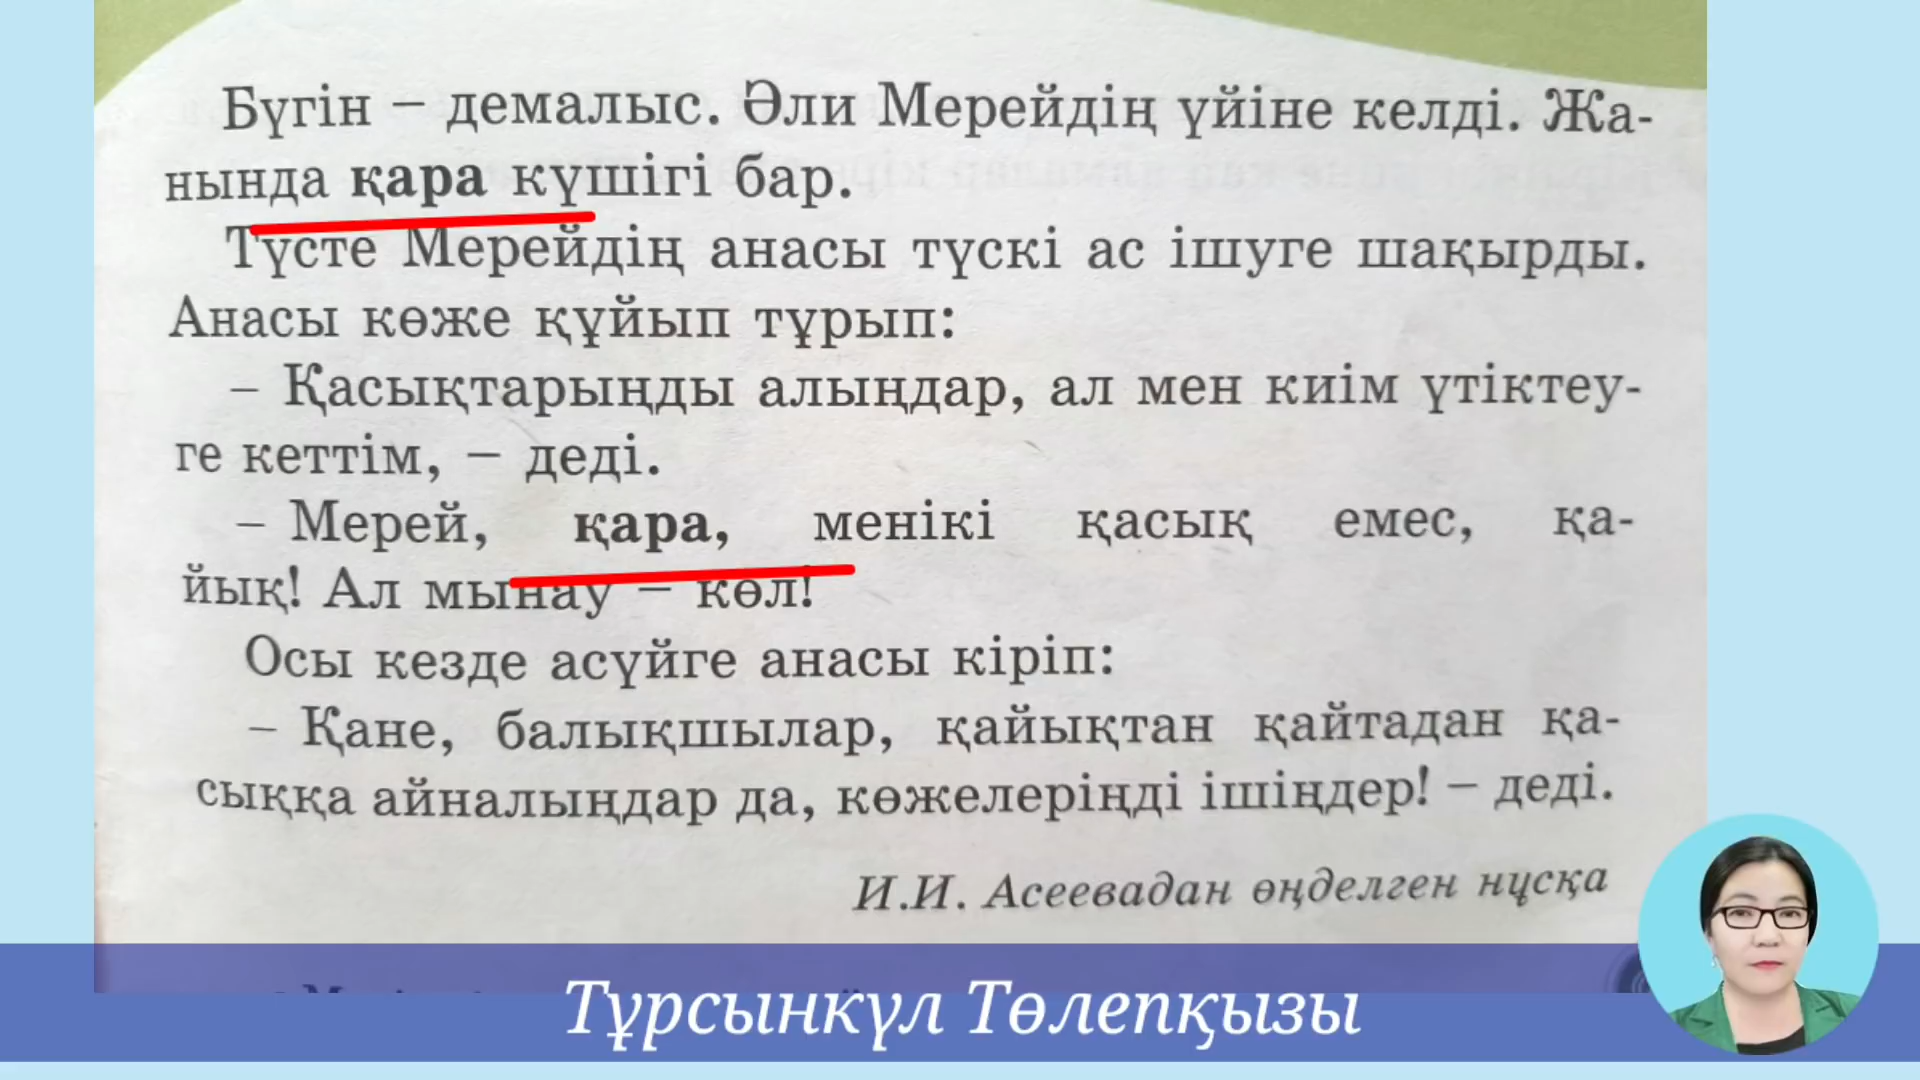 Бүгін – демалыс. Әли Мерейдің үйіне келді. Жа-
нында қара күшігі бар.
Түсте Мерейдің анасы түскі ас ішуге шақырды.
Анасы көже құйып тұрып:
– Қасықтарыңды алыңдар, ал мен киім үтіктеу-
ге кеттім, – деді.
– Мерей, қара, менікі қасық емес, қа-
йық! Ал мынау – көл!
Осы кезде асүйге анасы кіріп:
– Қане, балықшылар, қайықтан қайтадан қа-
сыққа айналыңдар да, көжелеріңді ішіңдер! – деді.
И.И. Асеевадан өңделген нұсқа
Тұрсынкүл Төлепқызы